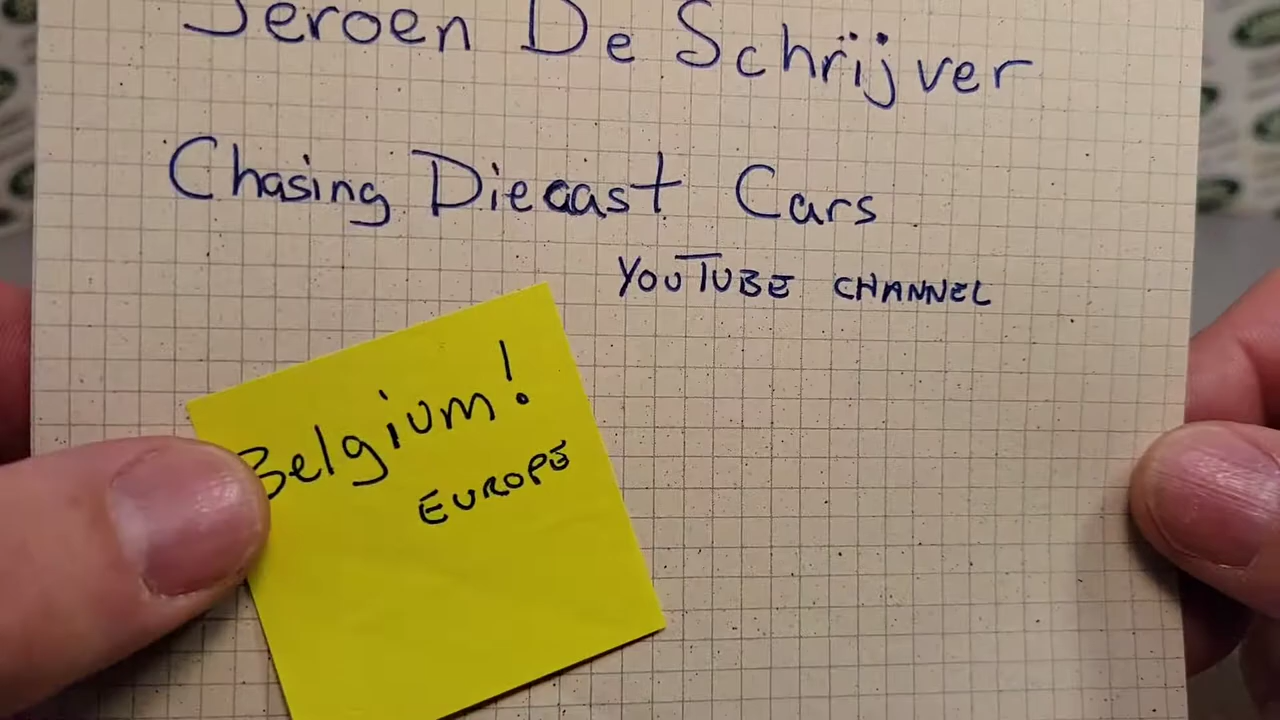 Jeroen De Schrijver
Chasing Diecast Cars
YOUTUBE CHANNEL
Belgium!
EUROPE